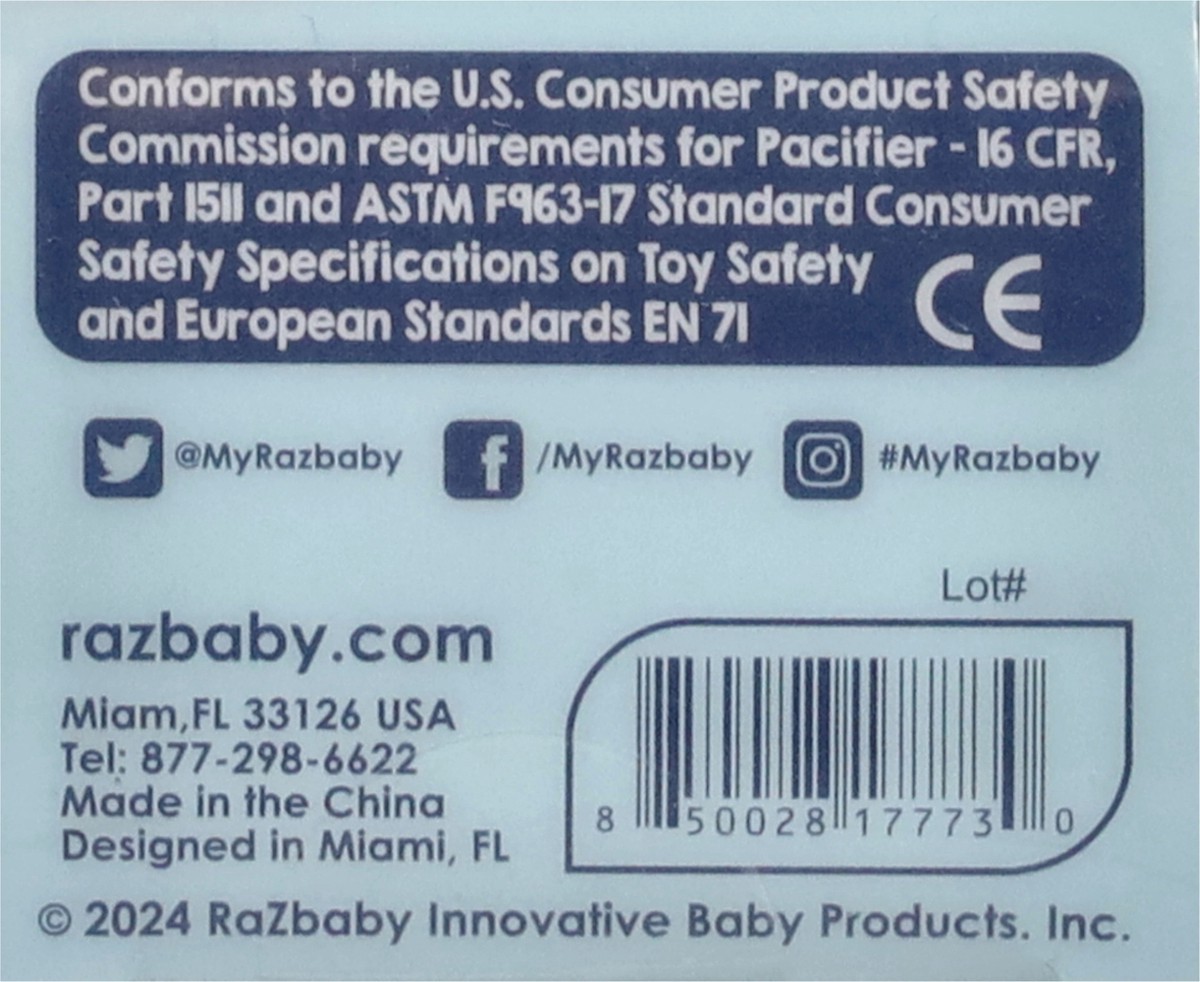 Conforms to the U.S. Consumer Product Safety
Commission requirements for Pacifier - 16 CFR,
Part 1511 and ASTM F963-17 Standard Consumer
Safety Specifications on Toy Safety
and European Standards EN 71
CE
@MyRazbaby
/MyRazbaby
#MyRazbaby
Lot#
razbaby.com
Miam,FL 33126 USA
Tel: 877-298-6622
Made in the China
Designed in Miami, FL
8 50028 17773 0
© 2024 RaZbaby Innovative Baby Products. Inc.